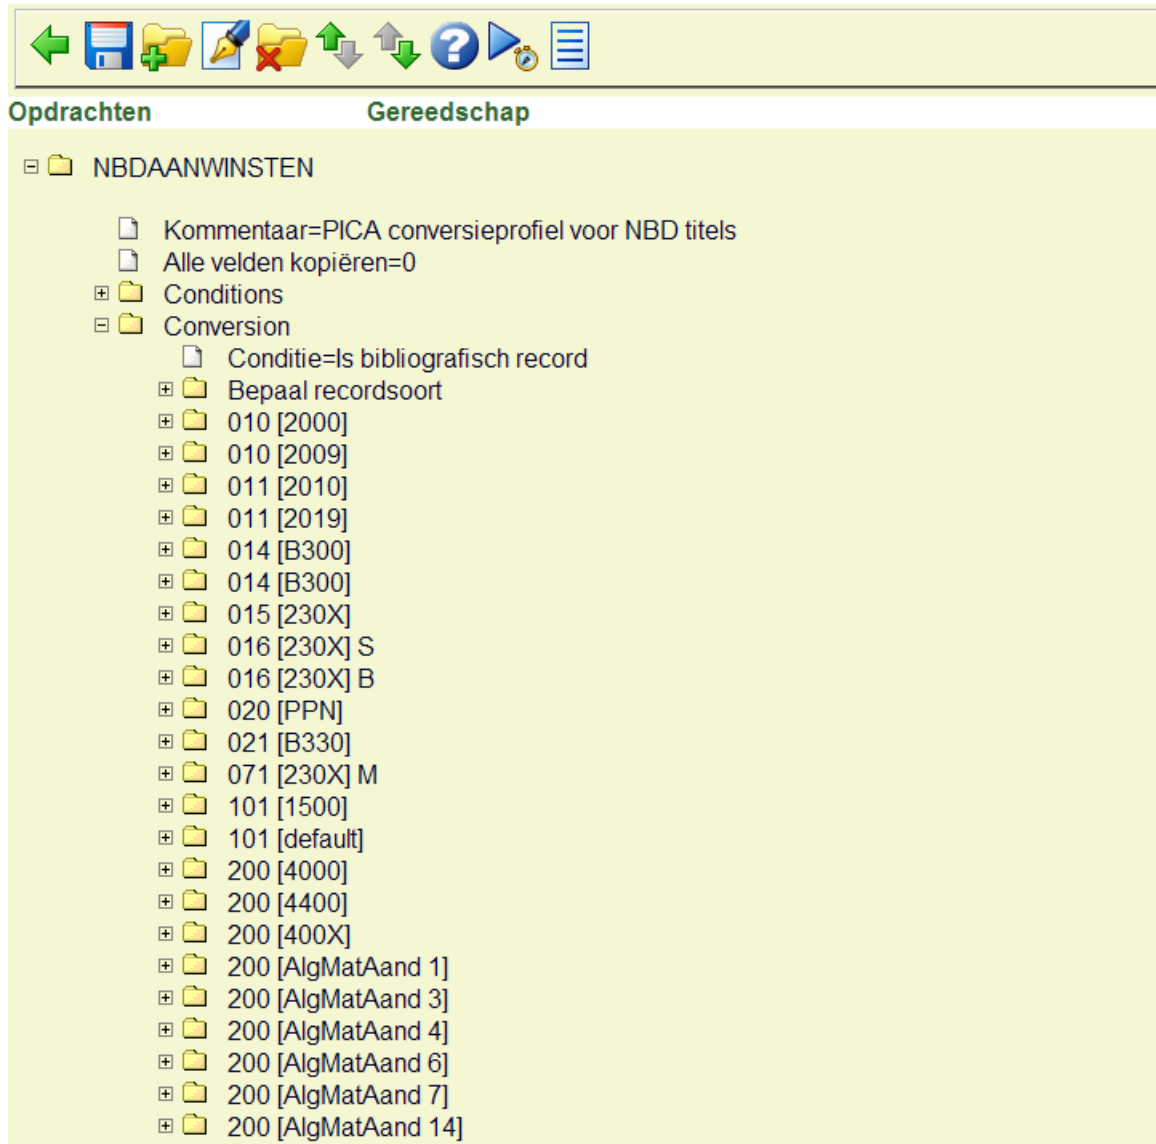 Opdrachten Gereedschap
NBDAANWINSTEN
Kommentaar=PICA conversieprofiel voor NBD titels
Alle velden kopiëren=0
Conditions
Conversion
Conditie=Is bibliografisch record
Bepaal recordsoort
010 [2000]
010 [2009]
011 [2010]
011 [2019]
014 [B300]
014 [B300]
015 [230X]
016 [230X] S
016 [230X] B
020 [PPN]
021 [B330]
071 [230X] M
101 [1500]
101 [default]
200 [4000]
200 [4400]
200 [400X]
200 [AlgMatAand 1]
200 [AlgMatAand 3]
200 [AlgMatAand 4]
200 [AlgMatAand 6]
200 [AlgMatAand 7]
200 [AlgMatAand 14]